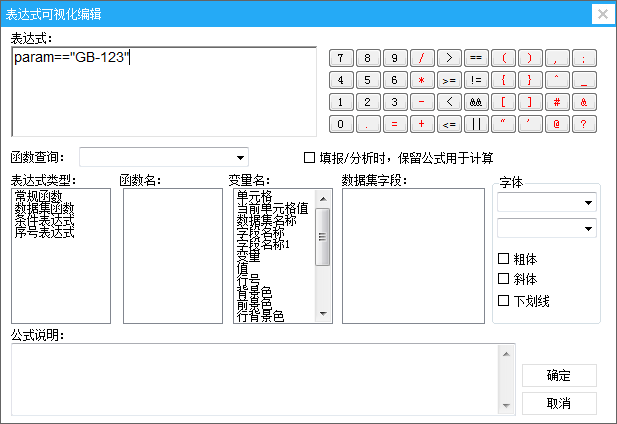 表达式可视化编辑
表达式：
param=="GB-123"
7 8 9 / > == ( ) , ;
4 5 6 * >= != { } ^ _
1 2 3 - < && [ ] # &
0 . = + <= || “ ’ @ ?
函数查询：
填报/分析时，保留公式用于计算
表达式类型： 函数名： 变量名： 数据集字段：
常规函数
数据集函数
条件表达式
序号表达式
单元格
当前单元格值
数据集名称
字段名称
字段名称1
变量
值
行号
背景色
前景色
行背景色
字体
粗体
斜体
下划线
公式说明：
确定
取消